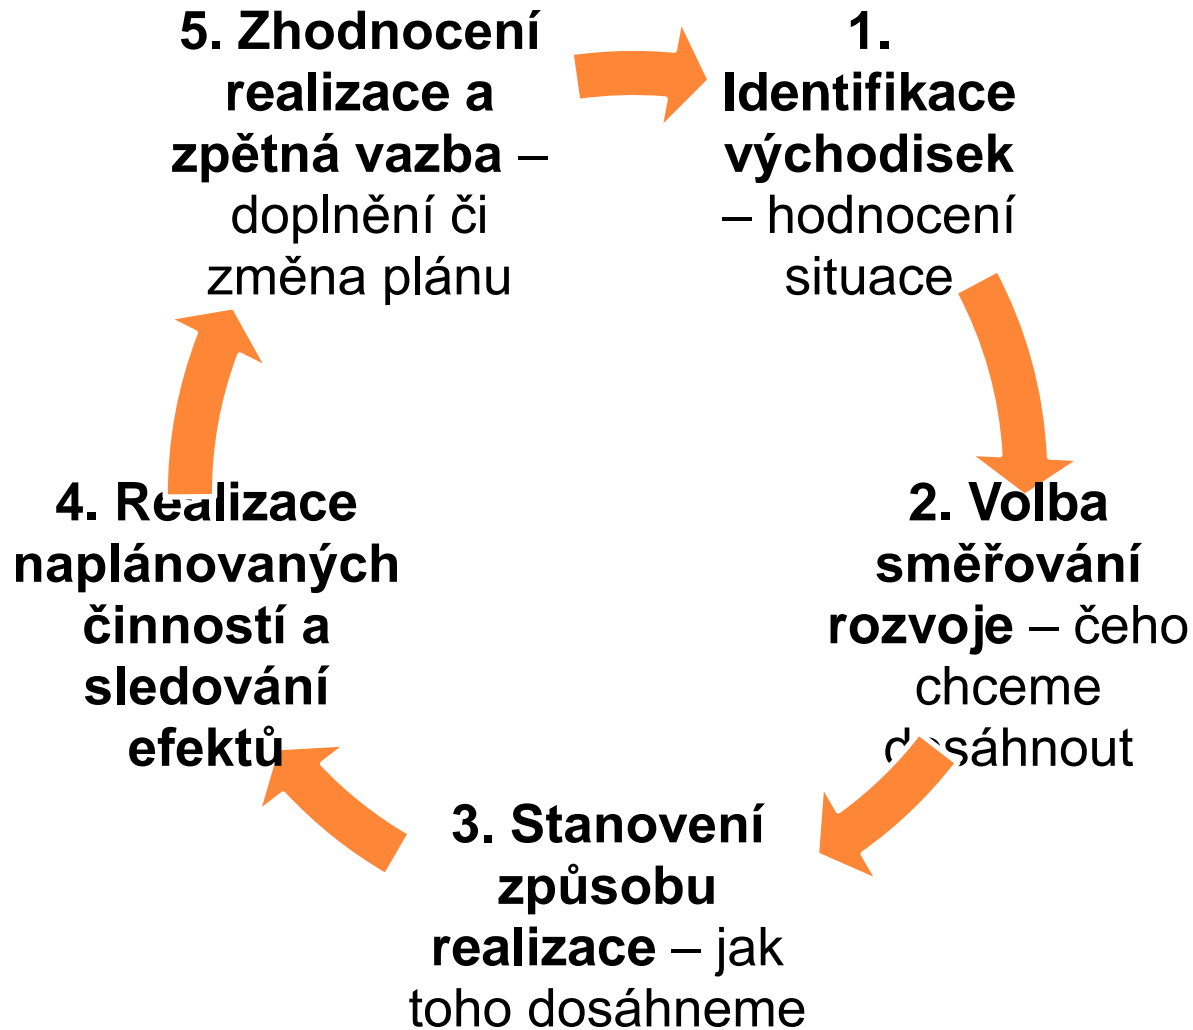 1.
Identifikace
východisek
– hodnocení
situace
2. Volba
směřování
rozvoje – čeho
chceme
dosáhnout
3. Stanovení
způsobu
realizace – jak
toho dosáhneme
4. Realizace
naplánovaných
činností a
sledování
efektů
5. Zhodnocení
realizace a
zpětná vazba –
doplnění či
změna plánu